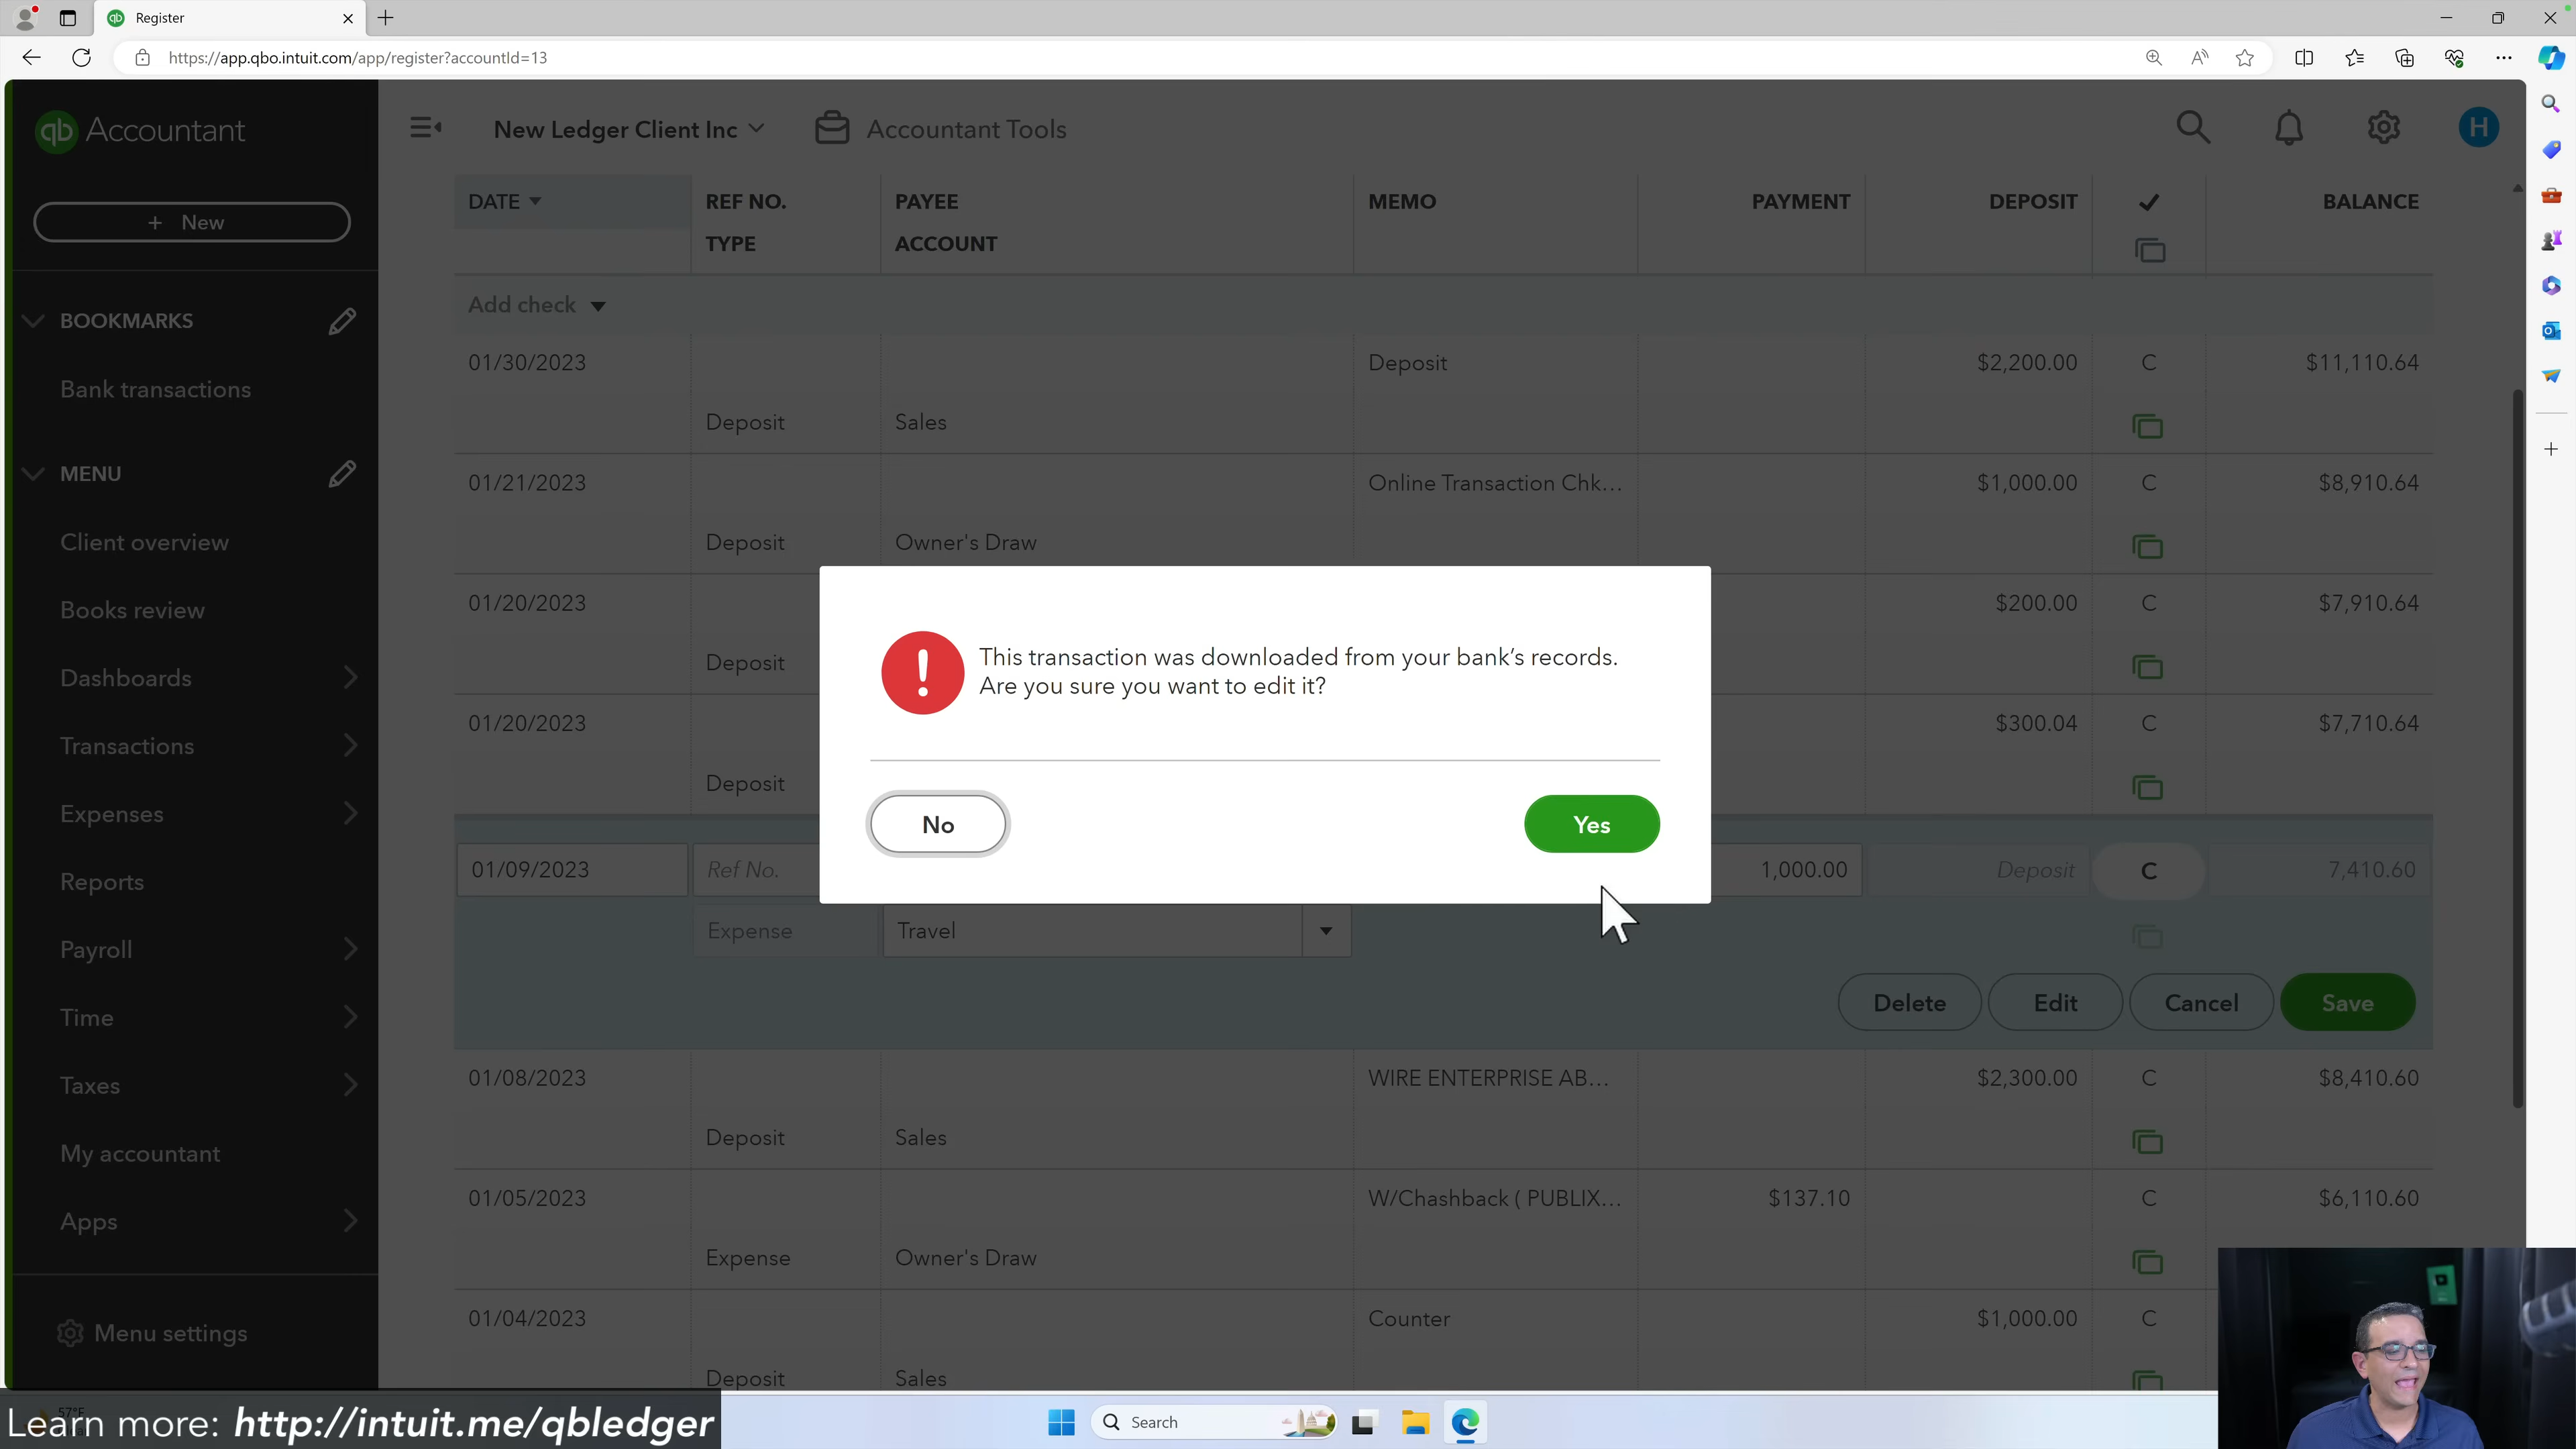 Register
https://app.qbo.intuit.com/app/register?accountId=13
qb Accountant
+ New
BOOKMARKS
Bank transactions
MENU
Client overview
Books review
Dashboards
Transactions
Expenses
Reports
Payroll
Time
Taxes
My accountant
Apps
Menu settings
New Ledger Client Inc
Accountant Tools
H
DATE REF NO. PAYEE MEMO PAYMENT DEPOSIT BALANCE
TYPE ACCOUNT
Add check
01/30/2023 Deposit $2,200.00 C $11,110.64
Deposit Sales
01/21/2023 Online Transaction Chk... $1,000.00 C $8,910.64
Deposit Owner's Draw
01/20/2023 $200.00 C $7,910.64
Deposit
01/20/2023 $300.04 C $7,710.64
Deposit
This transaction was downloaded from your bank's records.
Are you sure you want to edit it?
No Yes
01/09/2023 Ref No. 1,000.00 Deposit C 7,410.60
Expense Travel
Delete Edit Cancel Save
01/08/2023 WIRE ENTERPRISE AB... $2,300.00 C $8,410.60
Deposit Sales
01/05/2023 W/Chashback ( PUBLIX... $137.10 C $6,110.60
Expense Owner's Draw
01/04/2023 Counter $1,000.00 C
Deposit Sales
57°F
Learn more: http://intuit.me/qbledger
Search